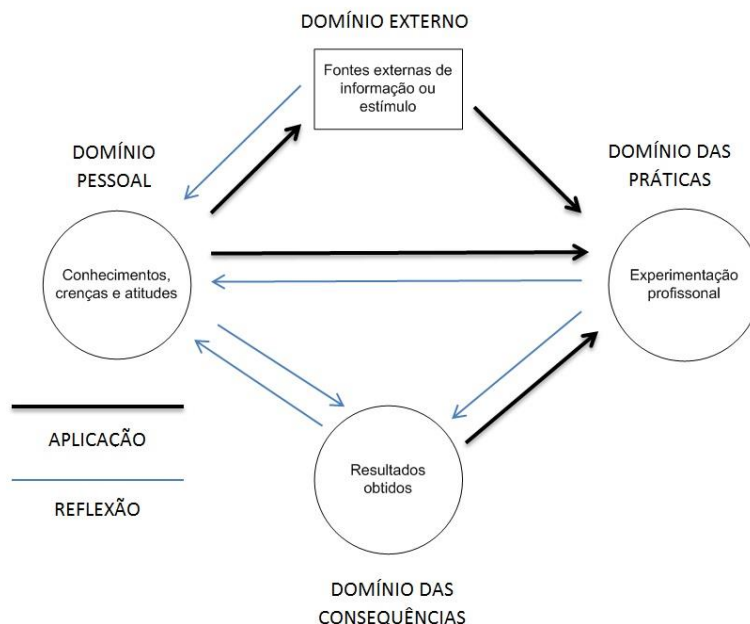 DOMÍNIO EXTERNO
Fontes externas de
informação ou
estímulo
DOMÍNIO
PESSOAL
DOMÍNIO DAS
PRÁTICAS
Conhecimentos,
crenças e atitudes
Experimentação
profissonal
APLICAÇÃO
REFLEXÃO
Resultados
obtidos
DOMÍNIO DAS
CONSEQUÊNCIAS